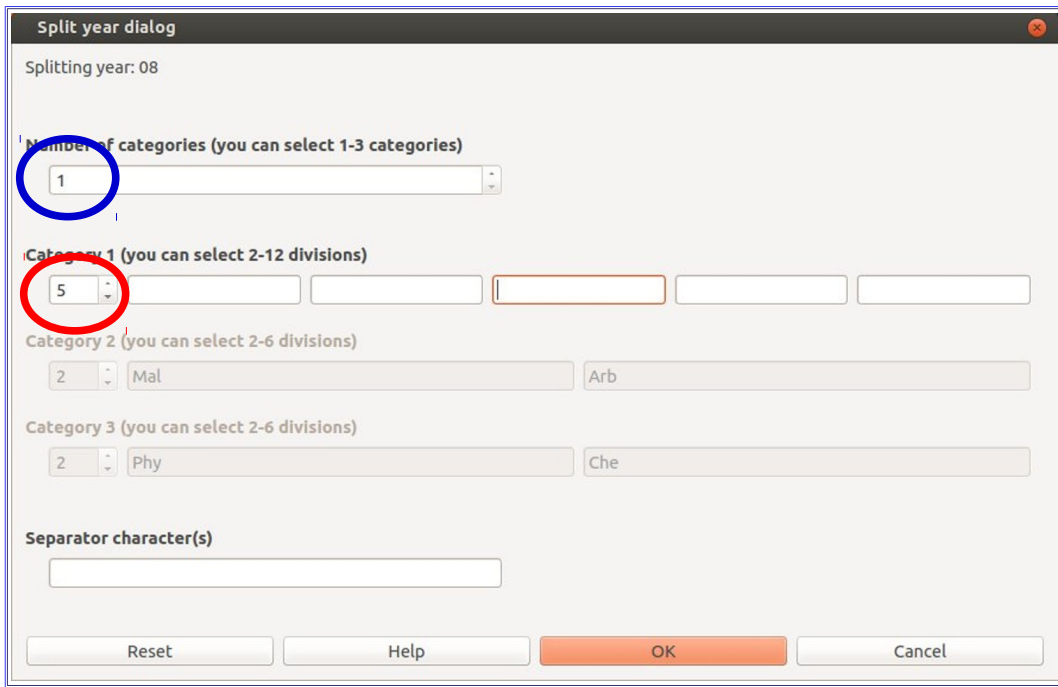 Split year dialog
Splitting year: 08
Number of categories (you can select 1-3 categories)
1
Category 1 (you can select 2-12 divisions)
5
Category 2 (you can select 2-6 divisions)
2 Mal Arb
Category 3 (you can select 2-6 divisions)
2 Phy Che
Separator character(s)
Reset Help OK Cancel